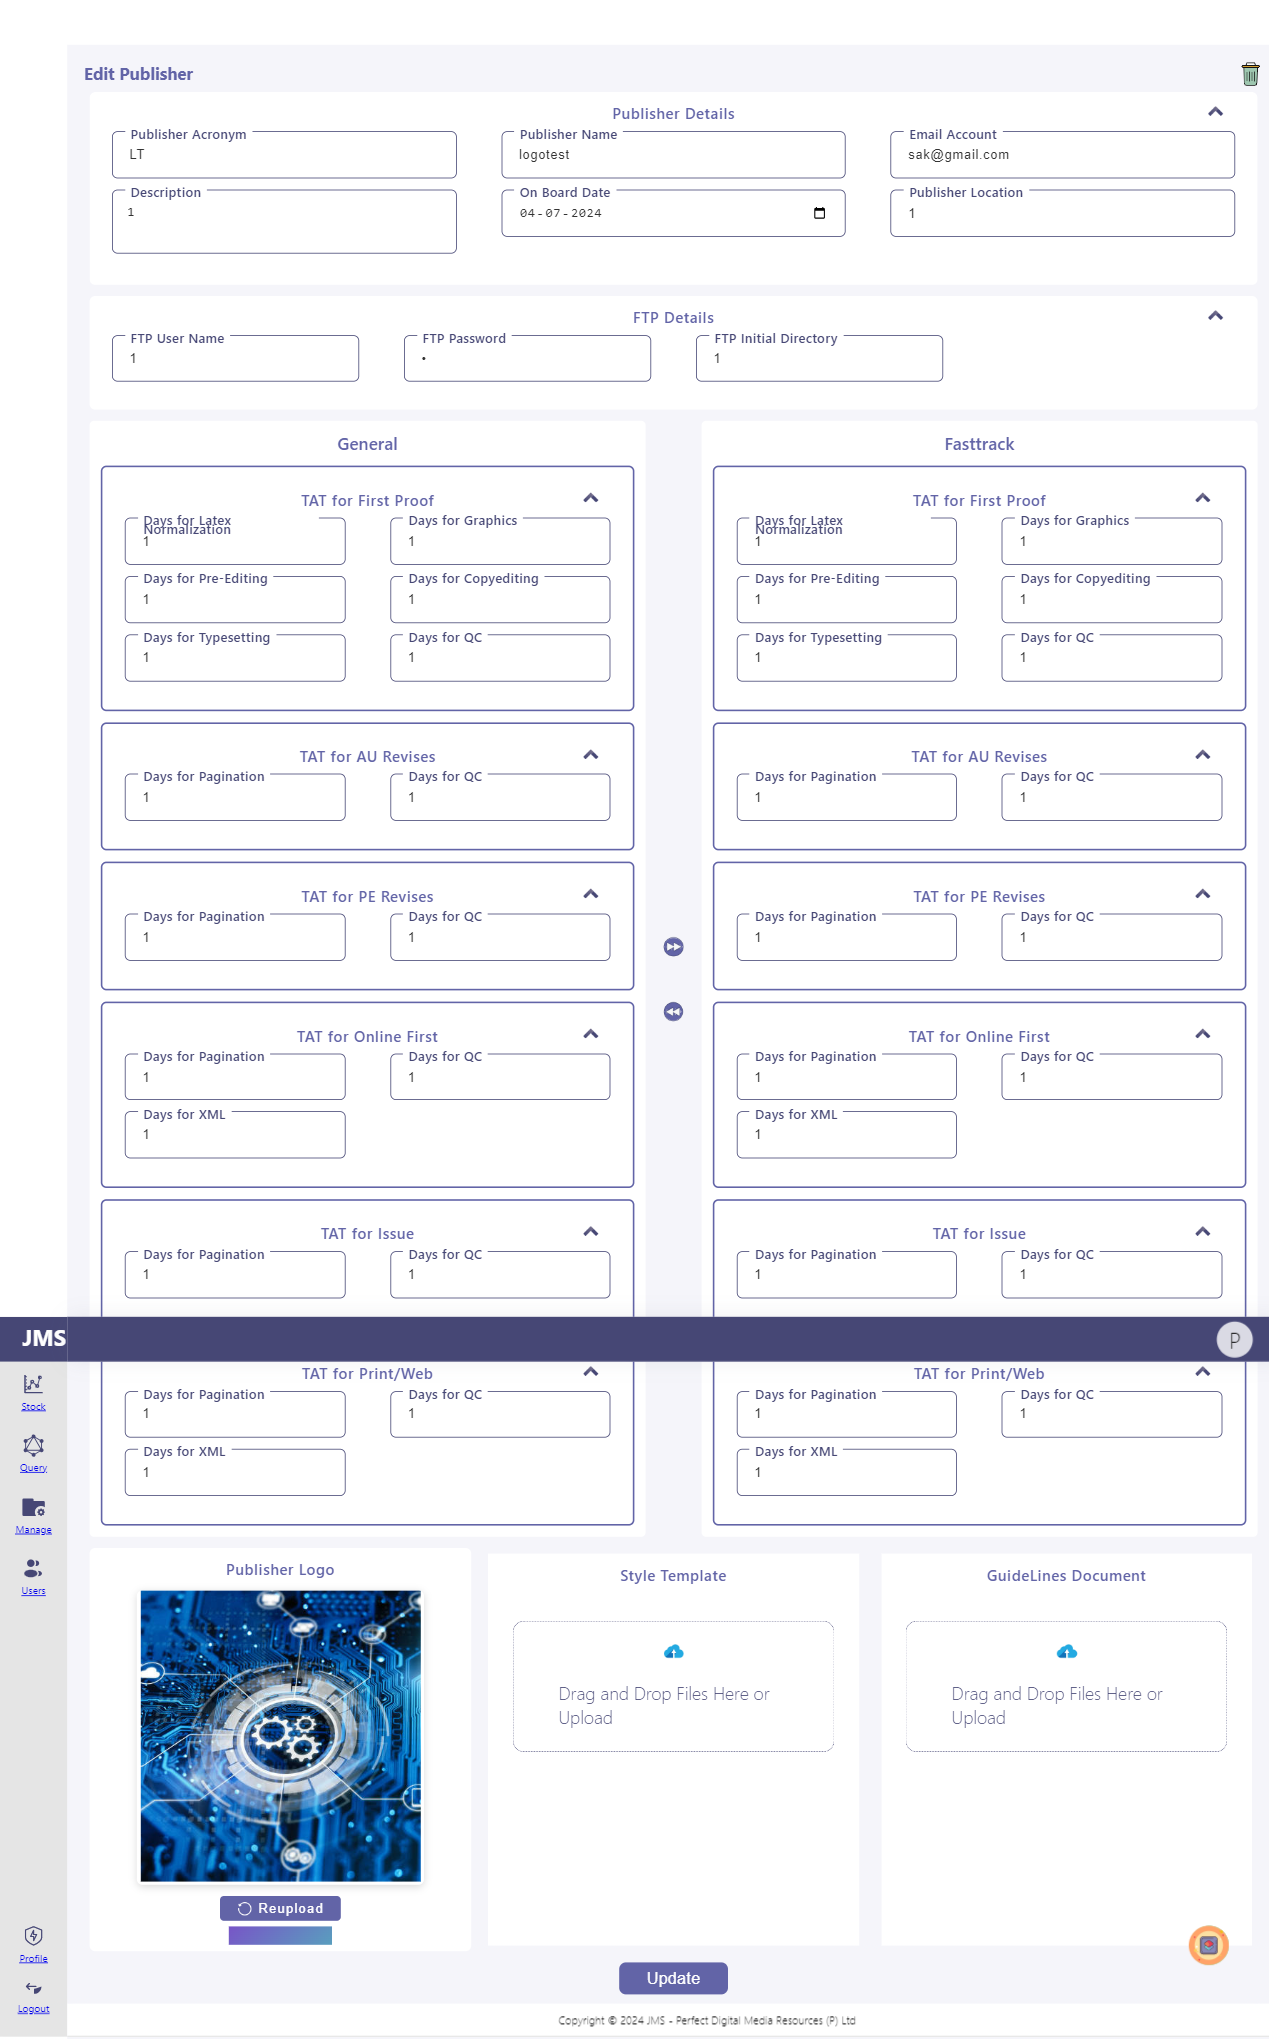 Edit Publisher
Publisher Details
Publisher Acronym
LT
Publisher Name
logotest
Email Account
sak@gmail.com
Description
1
On Board Date
04-07-2024
Publisher Location
1
FTP Details
FTP User Name
1
FTP Password
•
FTP Initial Directory
1
General
TAT for First Proof
Days for Latex
Normalization
1
Days for Graphics
1
Days for Pre-Editing
1
Days for Copyediting
1
Days for Typesetting
1
Days for QC
1
TAT for AU Revises
Days for Pagination
1
Days for QC
1
TAT for PE Revises
Days for Pagination
1
Days for QC
1
TAT for Online First
Days for Pagination
1
Days for QC
1
Days for XML
1
TAT for Issue
Days for Pagination
1
Days for QC
1
TAT for Print/Web
Days for Pagination
1
Days for QC
1
Days for XML
1
Fasttrack
TAT for First Proof
Days for Latex
Normalization
1
Days for Graphics
1
Days for Pre-Editing
1
Days for Copyediting
1
Days for Typesetting
1
Days for QC
1
TAT for AU Revises
Days for Pagination
1
Days for QC
1
TAT for PE Revises
Days for Pagination
1
Days for QC
1
TAT for Online First
Days for Pagination
1
Days for QC
1
Days for XML
1
TAT for Issue
Days for Pagination
1
Days for QC
1
TAT for Print/Web
Days for Pagination
1
Days for QC
1
Days for XML
1
JMS
P
Stock
Query
Manage
Users
Profile
Logout
Publisher Logo
Reupload
Style Template
Drag and Drop Files Here or
Upload
GuideLines Document
Drag and Drop Files Here or
Upload
Update
Copyright © 2024 JMS - Perfect Digital Media Resources (P) Ltd